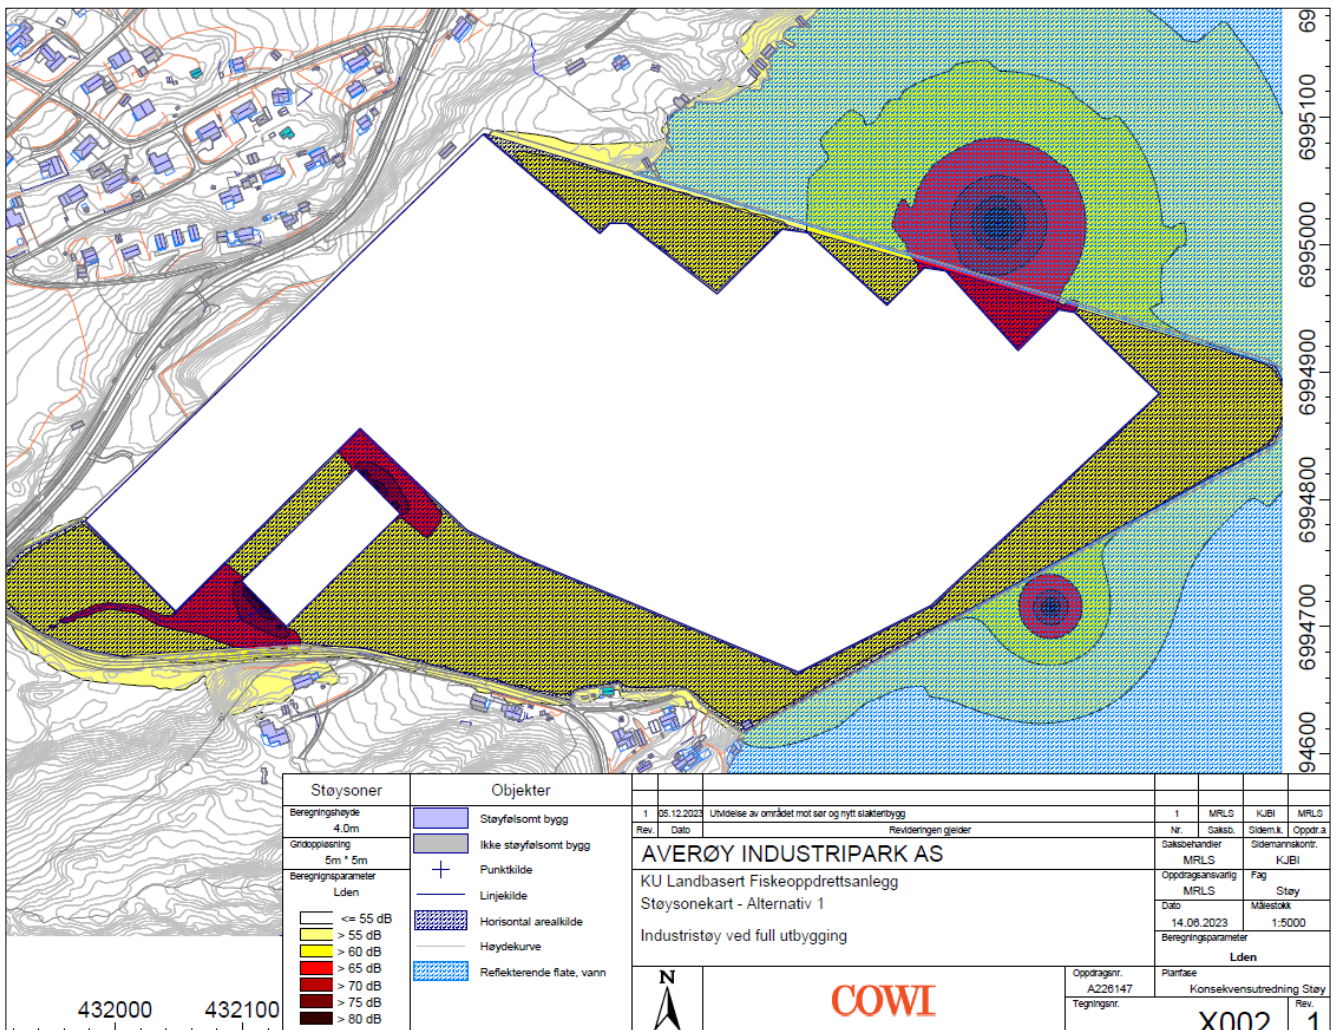 69
6995100
6995000
6994900
6994800
6994700
94600
432000
432100
Støysoner
Beregningshøyde
4.0m
Gridoppløsning
5m * 5m
Beregningsparameter
Lden
<= 55 dB
> 55 dB
> 60 dB
> 65 dB
> 70 dB
> 75 dB
> 80 dB
Objekter
Støyfølsomt bygg
Ikke støyfølsomt bygg
Punktkilde
Linjekilde
Horisontal arealkilde
Høydekurve
Reflekterende flate, vann
1 05.12.2023 Utvidelse av området mot sør og nytt slakteribygg 1 MRLS KJBI MRLS
Rev. Dato Revideringen gjelder Nr. Saksb. Sidem.k. Oppdr.a
AVERØY INDUSTRIPARK AS
KU Landbasert Fiskeoppdrettsanlegg
Støysonekart - Alternativ 1
Industristøy ved full utbygging
Saksbehandler
MRLS
Sidemannskontr.
KJBI
Oppdragsansvarlig
MRLS
Fag
Støy
Dato
14.06.2023
Målestokk
1:5000
Beregningsparameter
Lden
N
COWI
Oppdragsnr.
A226147
Planfase
Konsekvensutredning Støy
Tegningsnr.
X002
Rev.
1